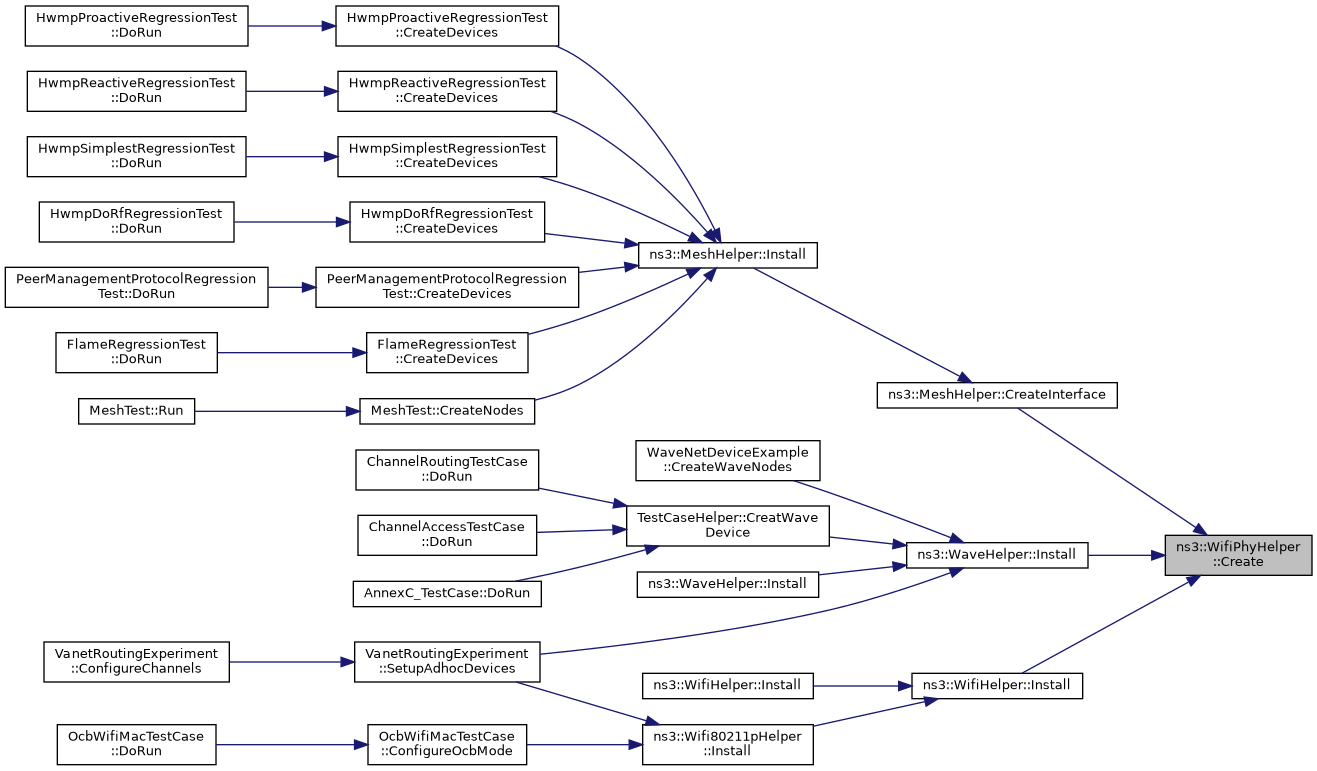 HwmpProactiveRegressionTest
::DoRun
HwmpProactiveRegressionTest
::CreateDevices
HwmpReactiveRegressionTest
::DoRun
HwmpReactiveRegressionTest
::CreateDevices
HwmpSimplestRegressionTest
::DoRun
HwmpSimplestRegressionTest
::CreateDevices
HwmpDoRfRegressionTest
::DoRun
HwmpDoRfRegressionTest
::CreateDevices
ns3::MeshHelper::Install
PeerManagementProtocolRegression
Test::DoRun
PeerManagementProtocolRegression
Test::CreateDevices
FlameRegressionTest
::DoRun
FlameRegressionTest
::CreateDevices
MeshTest::Run
MeshTest::CreateNodes
ns3::MeshHelper::CreateInterface
WaveNetDeviceExample
::CreateWaveNodes
ChannelRoutingTestCase
::DoRun
TestCaseHelper::CreatWave
Device
ChannelAccessTestCase
::DoRun
ns3::WaveHelper::Install
ns3::WifiPhyHelper
::Create
ns3::WaveHelper::Install
AnnexC_TestCase::DoRun
VanetRoutingExperiment
::ConfigureChannels
VanetRoutingExperiment
::SetupAdhocDevices
ns3::WifiHelper::Install
ns3::WifiHelper::Install
OcbWifiMacTestCase
::DoRun
OcbWifiMacTestCase
::ConfigureOcbMode
ns3::Wifi80211pHelper
::Install